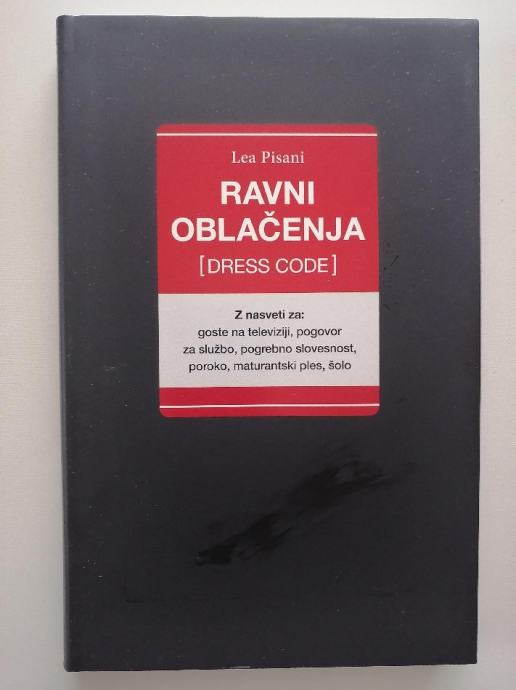 Lea Pisani
RAVNI
OBLAČENJA
[DRESS CODE]
Z nasveti za:
goste na televiziji, pogovor
za službo, pogrebno slovesnost,
poroko, maturantski ples, šolo